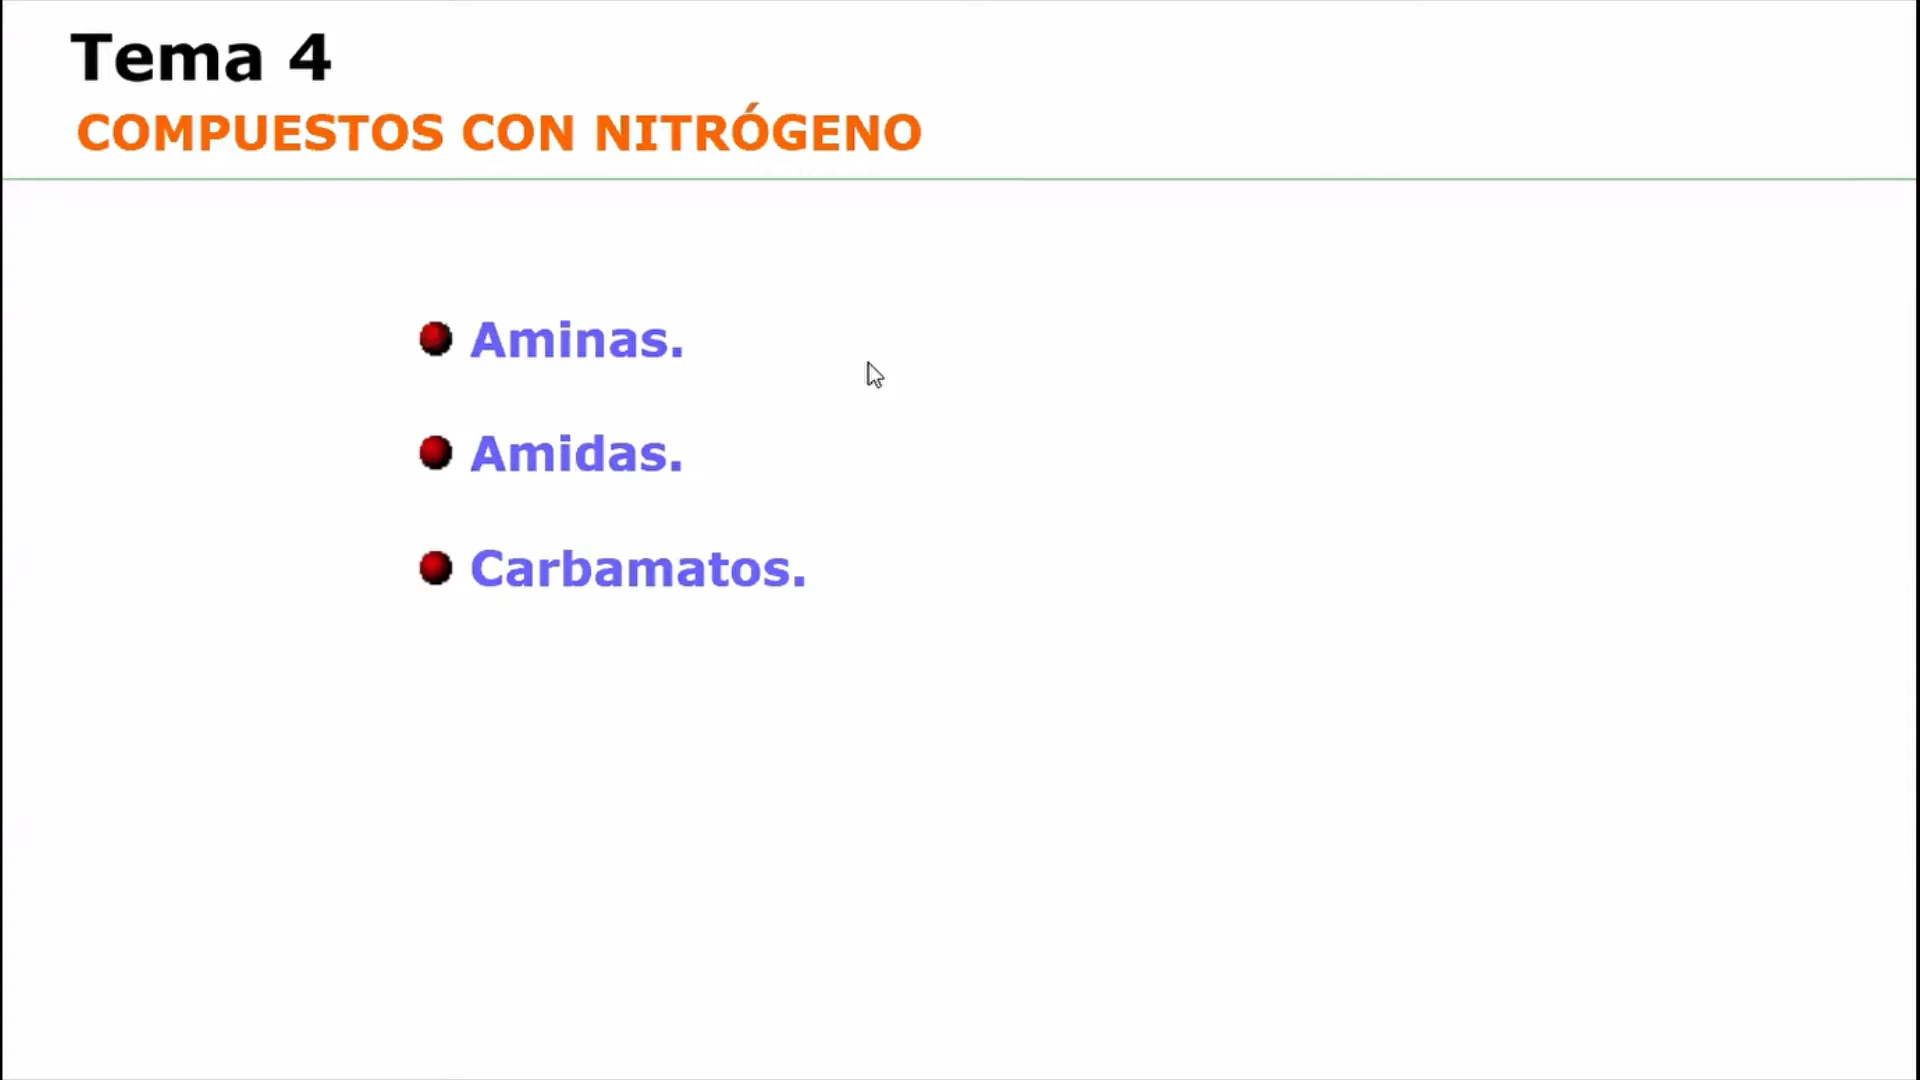 Tema 4
COMPUESTOS CON NITRÓGENO
Aminas.
Amidas.
Carbamatos.